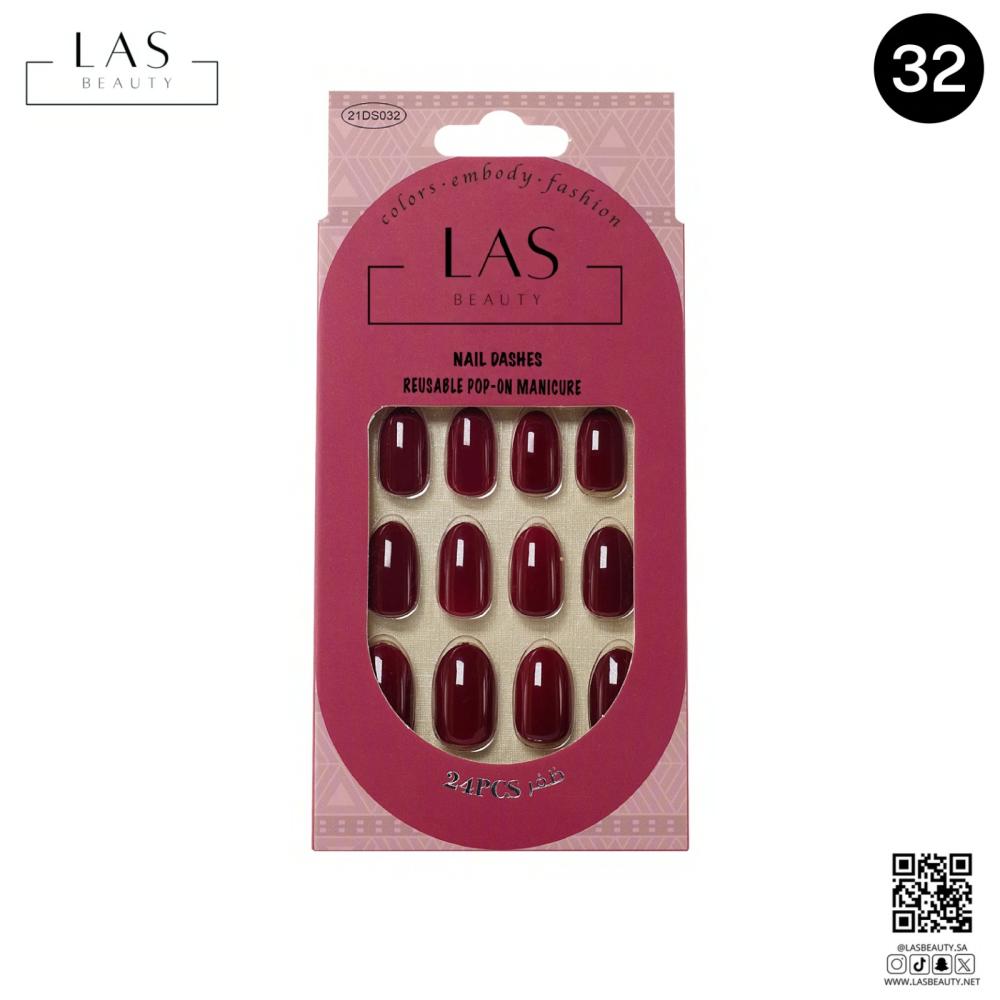 LAS
BEAUTY
32
21DS032
colors·embody·fashion
LAS
BEAUTY
NAIL DASHES
REUSABLE POP-ON MANICURE
24PCS ظفر
@LASBEAUTY.SA
WWW.LASBEAUTY.NET